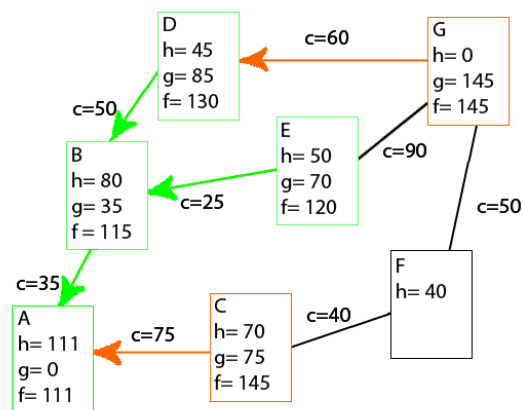 D
h= 45
g= 85
f= 130
c=60
G
h= 0
g= 145
f= 145
c=50
E
h= 50
g= 70
f= 120
c=90
B
h= 80
g= 35
f= 115
c=25
c=50
F
h= 40
c=35
A
h= 111
g= 0
f= 111
c=75
C
h= 70
g= 75
f= 145
c=40